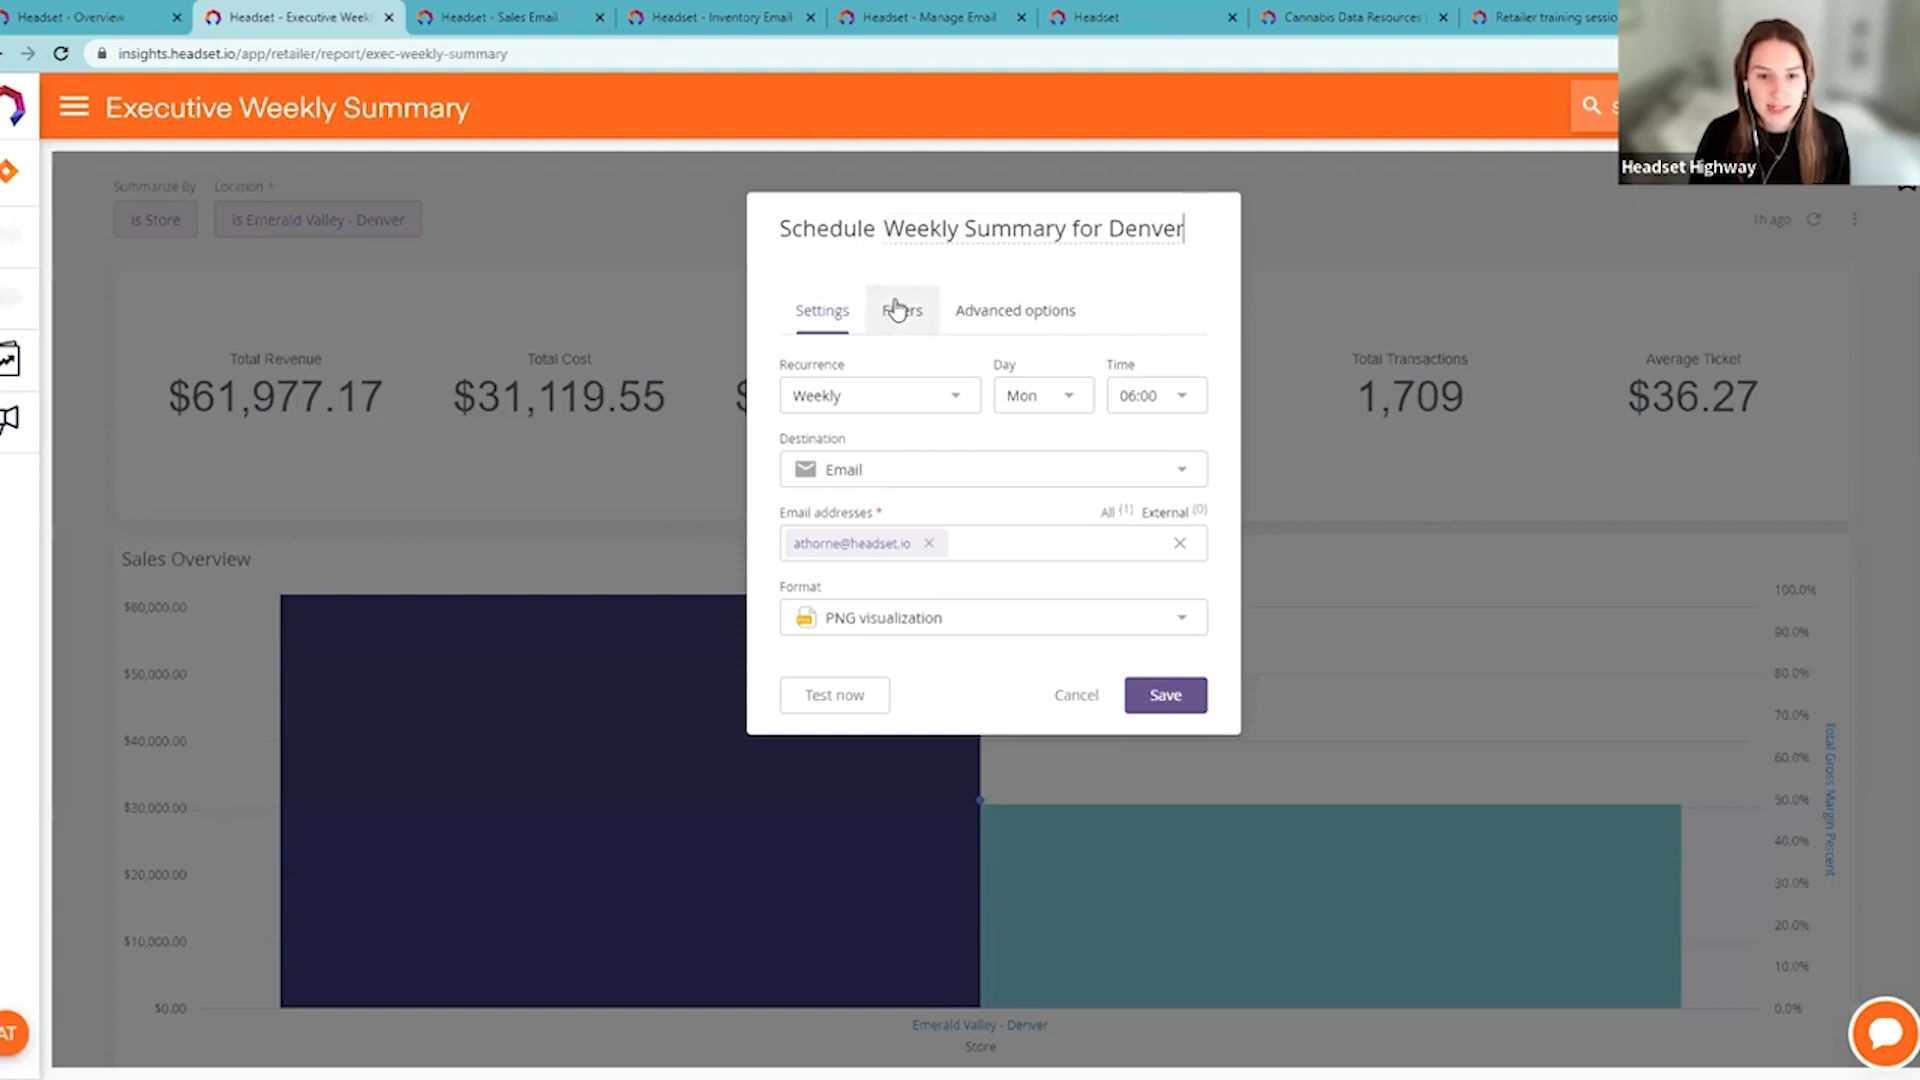 Headset - Overview
Headset - Executive Week
Headset - Sales Email
Headset - Inventory Email
Headset - Manage Email
Headset
Cannabis Data Resources
Retailer training sessio
insights.headset.io/app/retailer/report/exec-weekly-summary
Executive Weekly Summary
Headset Highway
Summarize By
Location *
is Store
is Emerald Valley - Denver
1h ago
Schedule Weekly Summary for Denver
Settings
Advanced options
Recurrence
Day
Time
Weekly
Mon
06:00
Destination
Email
Email addresses *
All (1)
External (0)
athorne@headset.io
Format
PNG visualization
Test now
Cancel
Save
Total Revenue
$61,977.17
Total Cost
$31,119.55
$
Total Transactions
1,709
Average Ticket
$36.27
Sales Overview
$60,000.00
$50,000.00
$40,000.00
$30,000.00
$20,000.00
$10,000.00
$0.00
100.0%
90.0%
80.0%
70.0%
60.0%
50.0%
40.0%
30.0%
20.0%
10.0%
0.0%
Total Gross Margin Percent
Emerald Valley - Denver
Store
AT